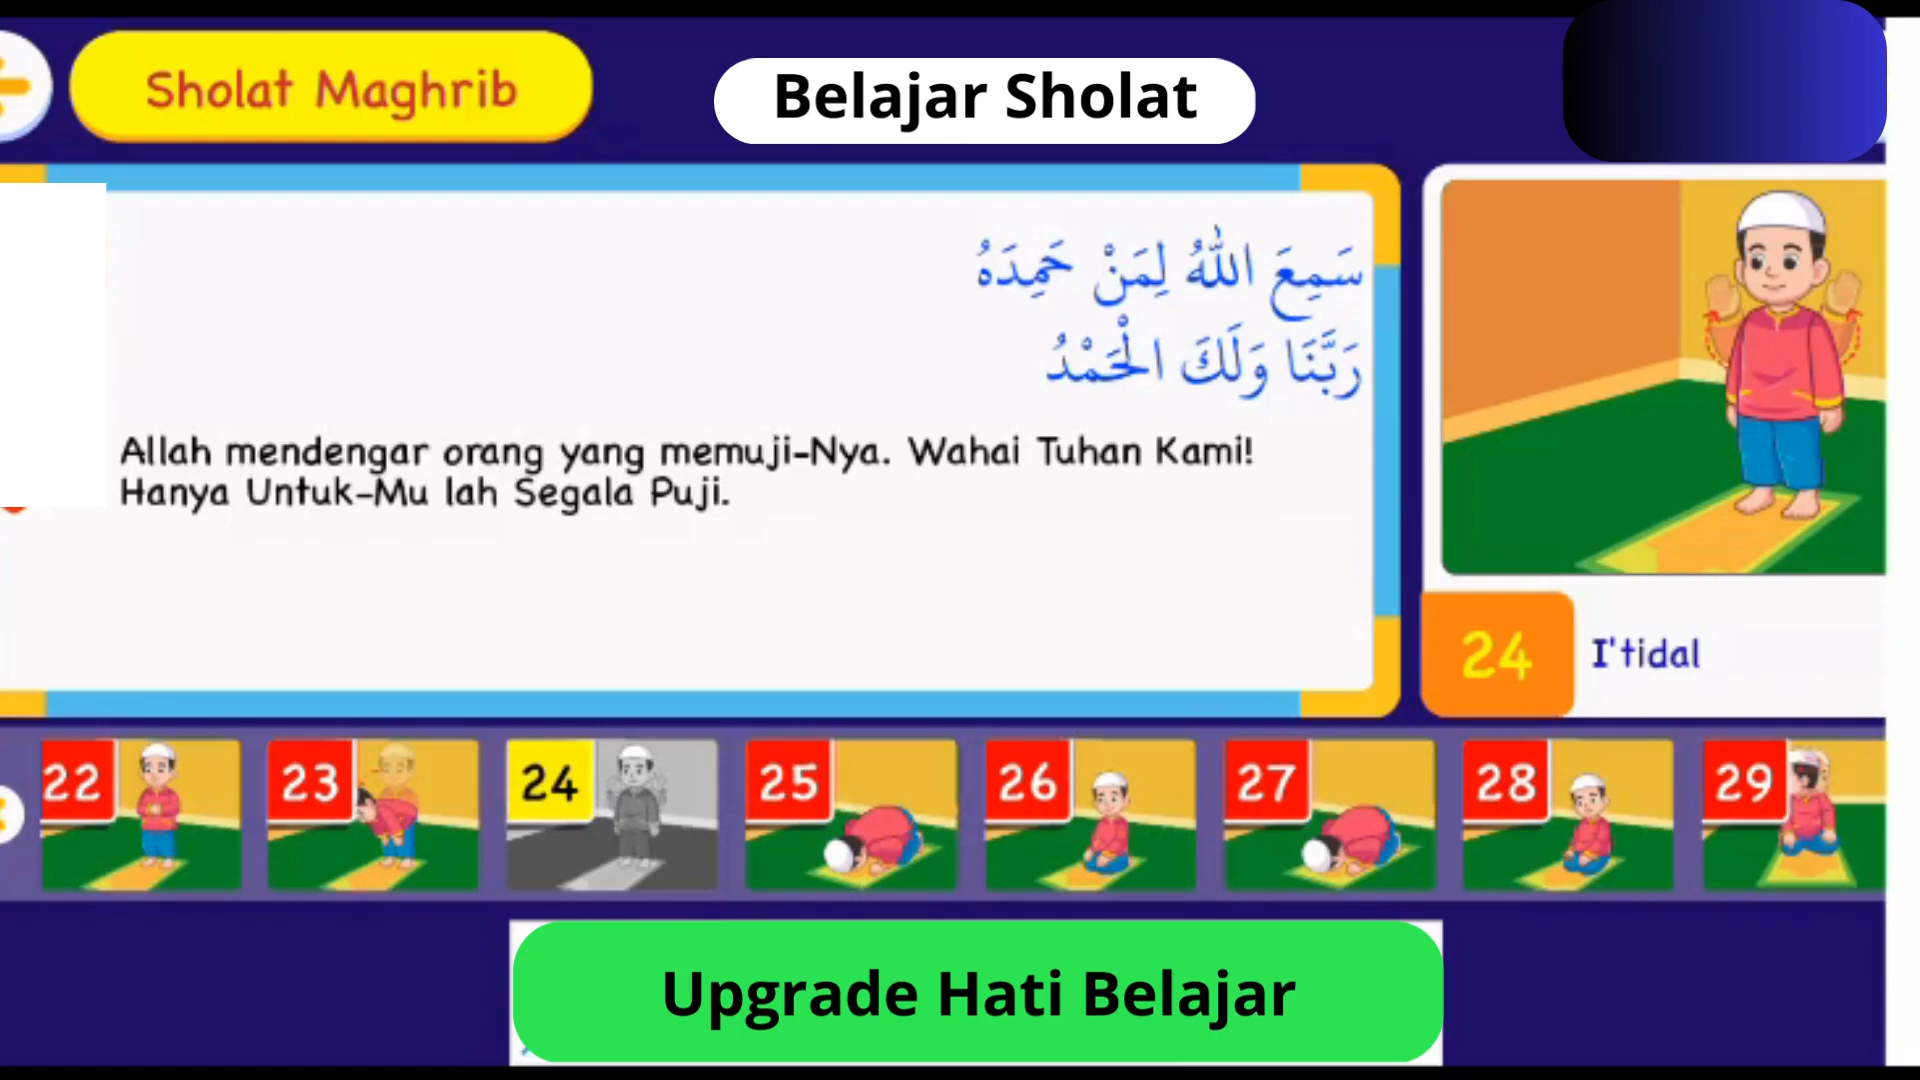 Sholat Maghrib
Belajar Sholat
سَمِعَ اللّٰهُ لِمَنْ حَمِدَهُ
رَبَّنَا وَلَكَ الْحَمْدُ
Allah mendengar orang yang memuji-Nya. Wahai Tuhan Kami!
Hanya Untuk-Mu lah Segala Puji.
24
I'tidal
22
23
24
25
26
27
28
29
Upgrade Hati Belajar